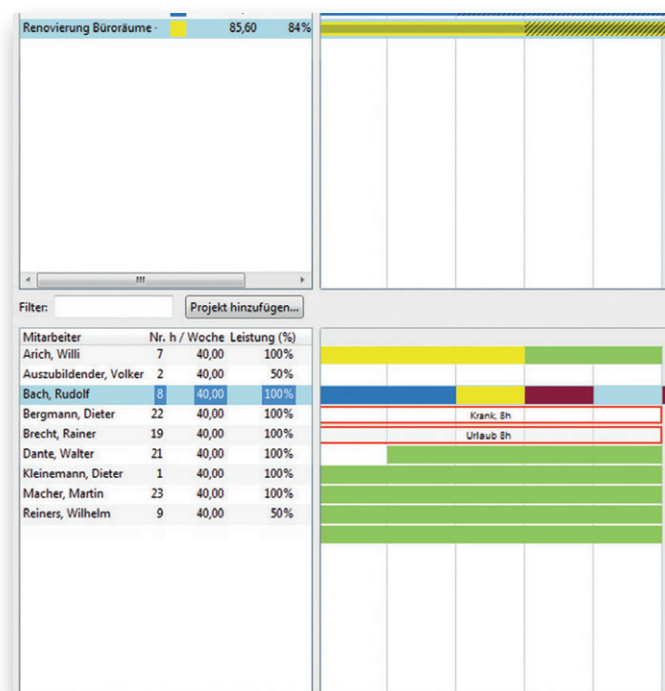 Renovierung Büroräume - 85,60 84%
Filter: Projekt hinzufügen...
Mitarbeiter Nr. h / Woche Leistung (%)
Arich, Willi 7 40,00 100%
Auszubildender, Volker 2 40,00 50%
Bach, Rudolf 8 40,00 100%
Bergmann, Dieter 22 40,00 100% Krank, 8h
Brecht, Rainer 19 40,00 100% Urlaub 8h
Dante, Walter 21 40,00 100%
Kleinemann, Dieter 1 40,00 100%
Macher, Martin 23 40,00 100%
Reiners, Wilhelm 9 40,00 50%